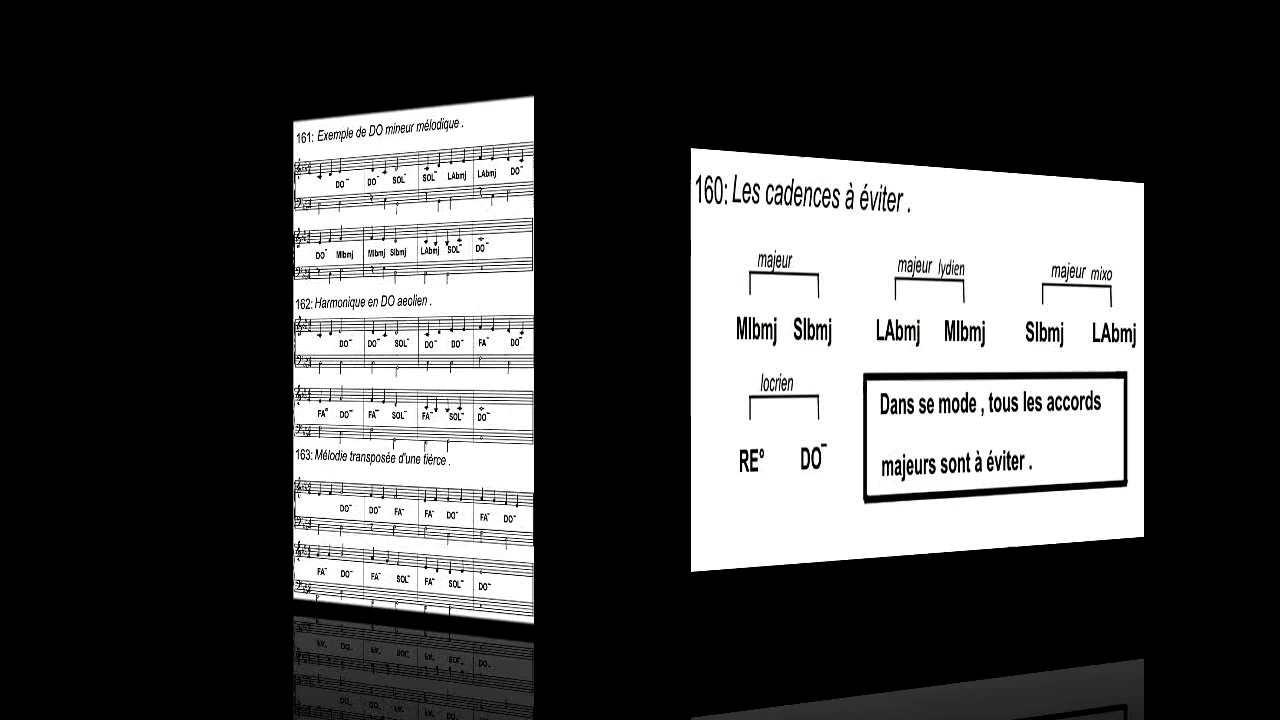 161: Exemple de DO mineur mélodique .
DO‾ DO‾ SOL‾ SOL‾ LAbmj LAbmj DO‾
DO‾ MIbmj MIbmj SIbmj LAbmj SOL‾ DO‾
162: Harmonique en DO aeolien .
DO‾ DO‾ SOL‾ DO‾ DO‾ FA‾ DO‾
FA‾ DO‾ FA‾ SOL‾ FA‾ SOL‾ DO‾
163: Mélodie transposée d'une tièrce .
DO‾ DO‾ FA‾ FA‾ DO‾ FA‾ DO‾
FA‾ DO‾ FA‾ SOL‾ FA‾ SOL‾ DO‾
160: Les cadences à éviter .
majeur majeur lydien majeur mixo
MIbmj SIbmj LAbmj MIbmj SIbmj LAbmj
locrien
RE° DO‾
Dans se mode , tous les accords
majeurs sont à éviter .